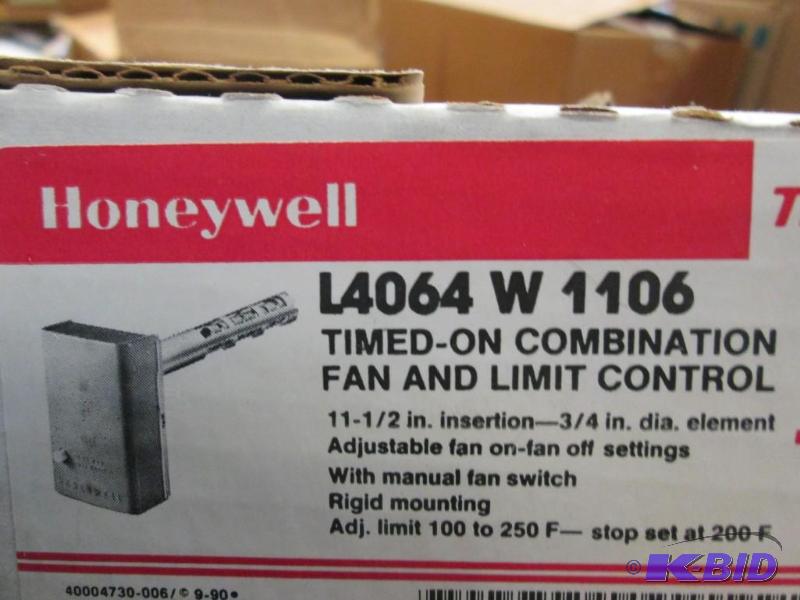 Honeywell
L4064 W 1106
TIMED-ON COMBINATION
FAN AND LIMIT CONTROL
11-1/2 in. insertion—3/4 in. dia. element
Adjustable fan on-fan off settings
With manual fan switch
Rigid mounting
Adj. limit 100 to 250 F— stop set at 200 F
40004730-006/ © 9-90•
© K-BID